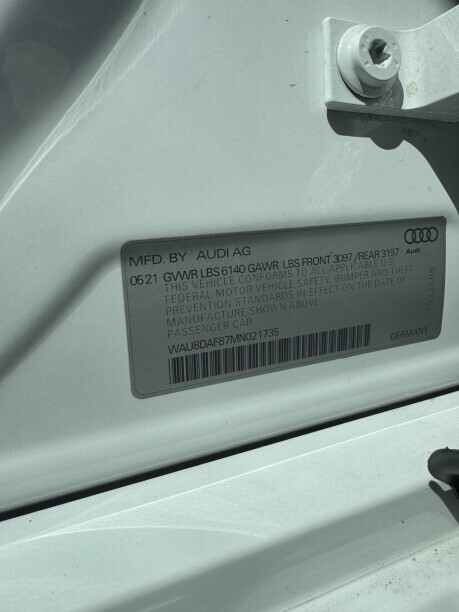 MFD. BY AUDI AG
Audi
05 21 GVWR LBS 6140 GAWR LBS FRONT 3097 / REAR 3197
THIS VEHICLE CONFORMS TO ALL APPLICABLE U.S.
FEDERAL MOTOR VEHICLE SAFETY, BUMPER AND THEFT
PREVENTION STANDARDS IN EFFECT ON THE DATE OF
MANUFACTURE SHOWN ABOVE
PASSENGER CAR
WAU8DAF87MN021735
GERMANY